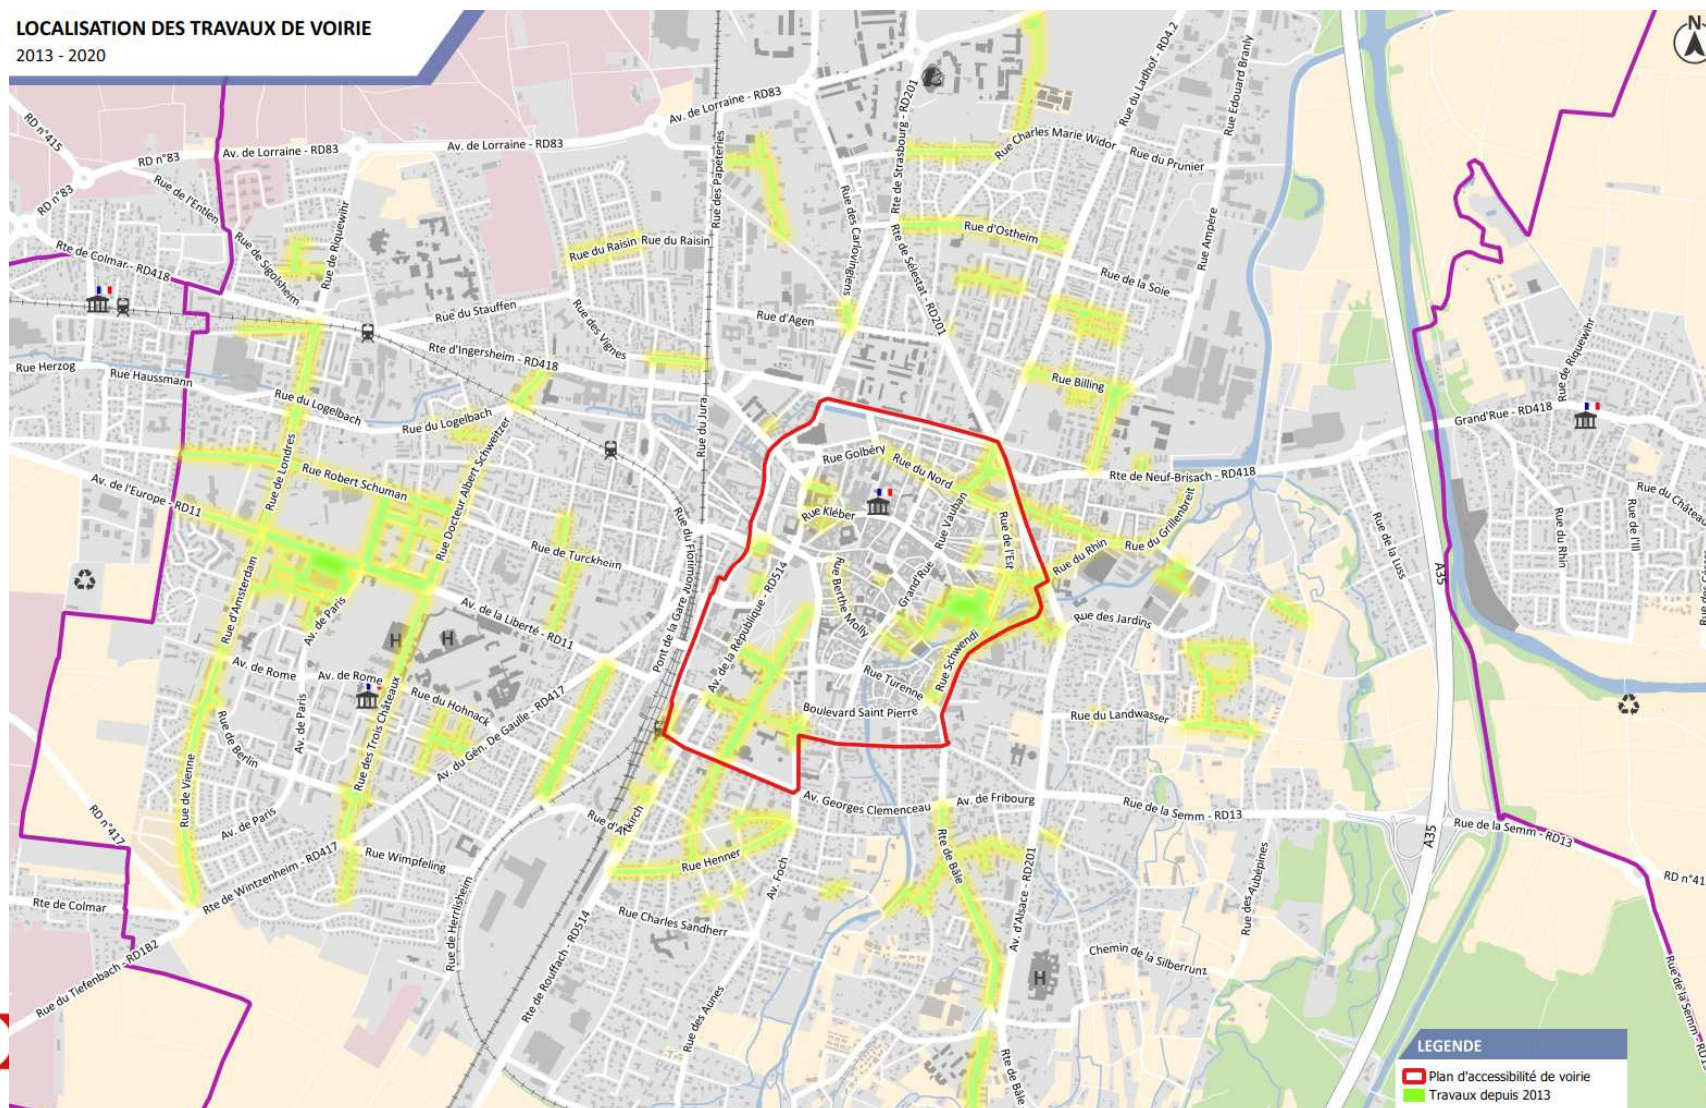 LOCALISATION DES TRAVAUX DE VOIRIE
2013 - 2020
N
RD n°415
RD n°83
Av. de Lorraine - RD83
Av. de Lorraine - RD83
Av. de Lorraine - RD83
RD n°83
Rue de l'Entlen
Rte de Colmar - RD418
Rue de Sigolsheim
Rue de Riquewihr
Rue du Stauffen
Rue du Raisin
Rue du Raisin
Rue des Papeteries
Rue des Vignes
Rte d'Ingersheim - RD418
Rue d'Agen
Rue des Carlovingiens
Rte de Strasbourg - RD201
Rte de Sélestat - RD201
Rue du Ladhof - RD4.2
Rue Edouard Branly
Rue Charles Marie Widor
Rue du Prunier
Rue d'Ostheim
Rue de la Soie
Rue Ampère
Rue Billing
Rue Herzog
Rue Haussmann
Rue du Logelbach
Rue du Logelbach
Rue du Jura
Rue de Londres
Rue Robert Schuman
Rue Docteur Albert Schweitzer
Av. de l'Europe - RD11
Rue de Turckheim
Rue du Florimont
Pont de la Gare
Rue Golbéry
Rue du Nord
Rue Kléber
Rue Vauban
Rue de l'Est
Grand'Rue
Rue Berthe Molly
Rue Turenne
Rue Schwendi
Boulevard Saint Pierre
Av. de la République - RD514
Rue du Rhin
Rue du Grillenbreit
Rte de Neuf-Brisach - RD418
Grand'Rue - RD418
Rue de Riquewihr
Rue du Château
Rue de l'Ill
Rue du Rhin
Rue de la Luss
A35
Rue des Jardins
Rue du Landwasser
Rue d'Amsterdam
Av. de Paris
Av. de la Liberté - RD11
H
H
Av. de Rome
Av. de Rome
Av. de Paris
Rue du Hohnack
Rue des Trois Châteaux
Rue de Berlin
Rue de Vienne
Av. de Paris
Av. du Gén. De Gaulle - RD417
RD n°417
Rte de Wintzenheim - RD417
Rue Wimpfeling
Rte de Colmar
Rue du Tiefenbach - RD1B2
Rue de Herrlisheim
Rue d'Altkirch
Rue Henner
Av. Foch
Av. Georges Clemenceau
Av. de Fribourg
Rue de la Semm - RD13
Rue de la Semm - RD13
A35
RD n°41
Rue de la Semm - RD13
Rue Charles Sandherr
Rte de Rouffach - RD514
Rue des Aunes
Rte de Bâle
Av. d'Alsace - RD201
Rue des Aubépines
Chemin de la Silberrunz
H
Rte de Bâle
LEGENDE
Plan d'accessibilité de voirie
Travaux depuis 2013